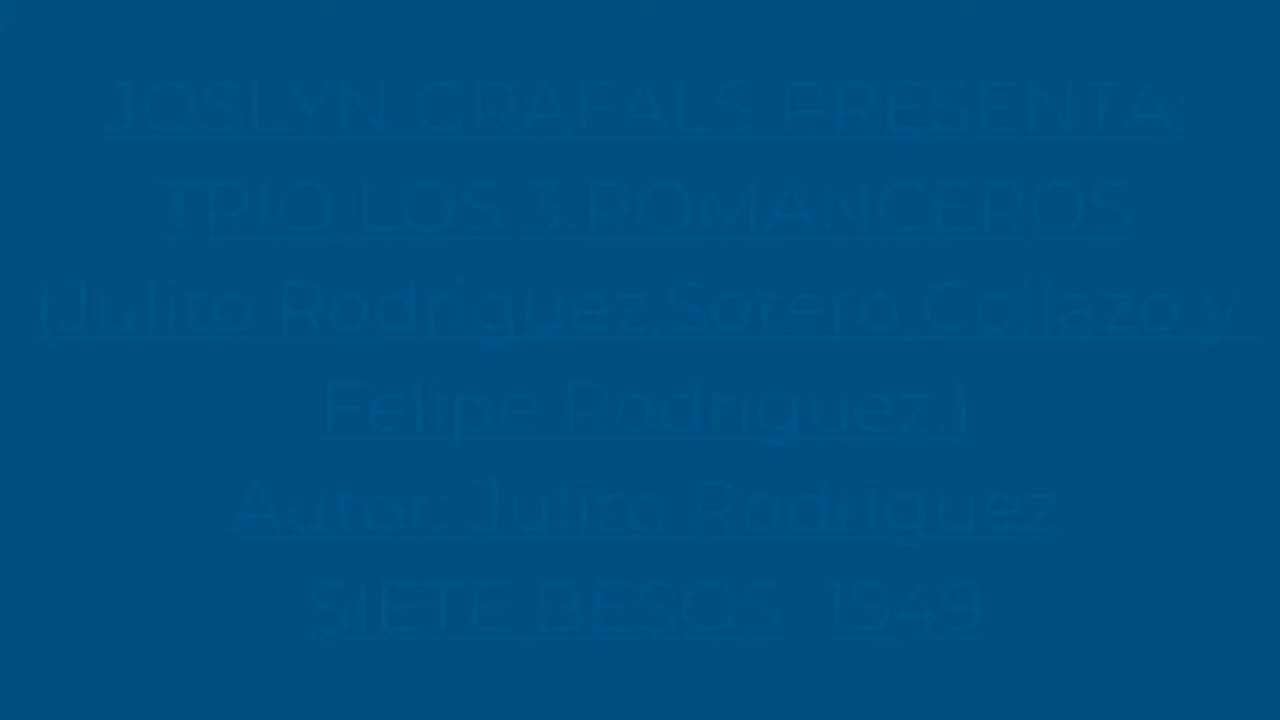 JOSLYN GRAFALS PRESENTA
TRIO LOS 3 ROMANCEROS
(Julito Rodriguez,Sotero Collazo y
Felipe Rodriguez.)
Autor: Julito Rodriguez
SIETE BESOS 1949